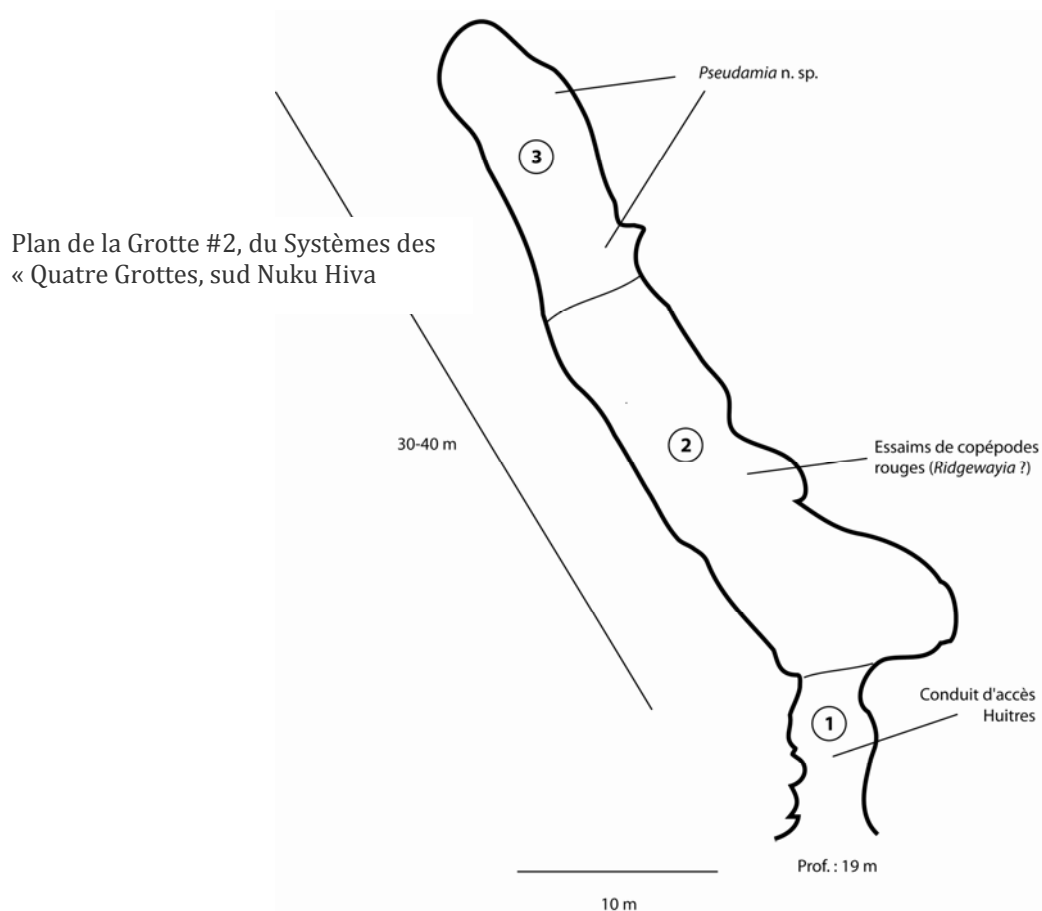 Pseudamia n. sp.
3
Plan de la Grotte #2, du Systèmes des
« Quatre Grottes, sud Nuku Hiva
30-40 m
2
Essaims de copépodes
rouges (Ridgewayia ?)
Conduit d'accès
Huitres
1
Prof. : 19 m
10 m